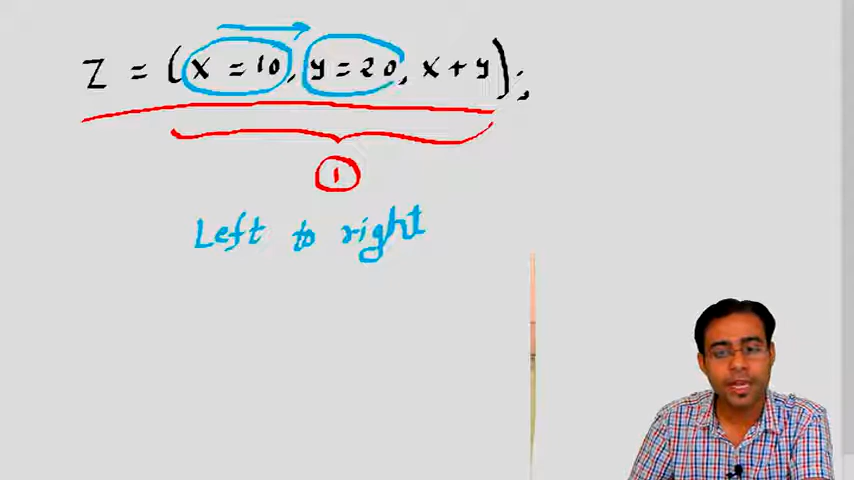 Z = (x = 10, y = 20, x + y);
1
Left to right